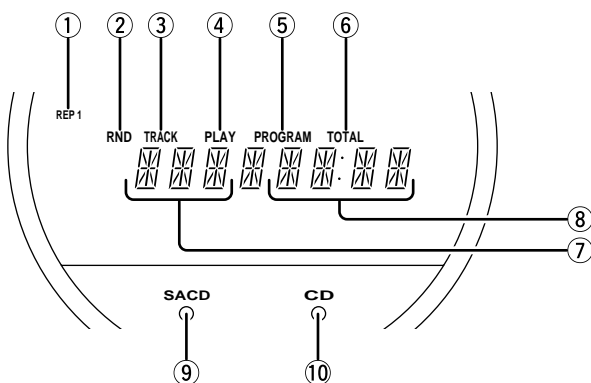 ① ② ③ ④ ⑤ ⑥
REP 1
RND TRACK PLAY PROGRAM TOTAL
⑧
⑦
SACD CD
⑨ ⑩